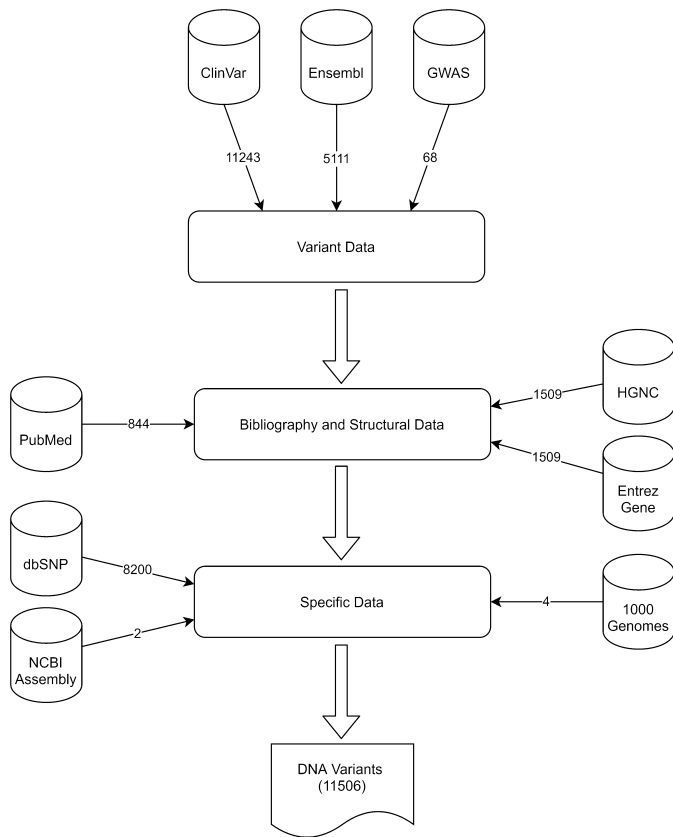 ClinVar
Ensembl
GWAS
11243
5111
68
Variant Data
PubMed
844
Bibliography and Structural Data
1509
HGNC
1509
Entrez
Gene
dbSNP
8200
NCBI
Assembly
2
Specific Data
4
1000
Genomes
DNA Variants
(11506)